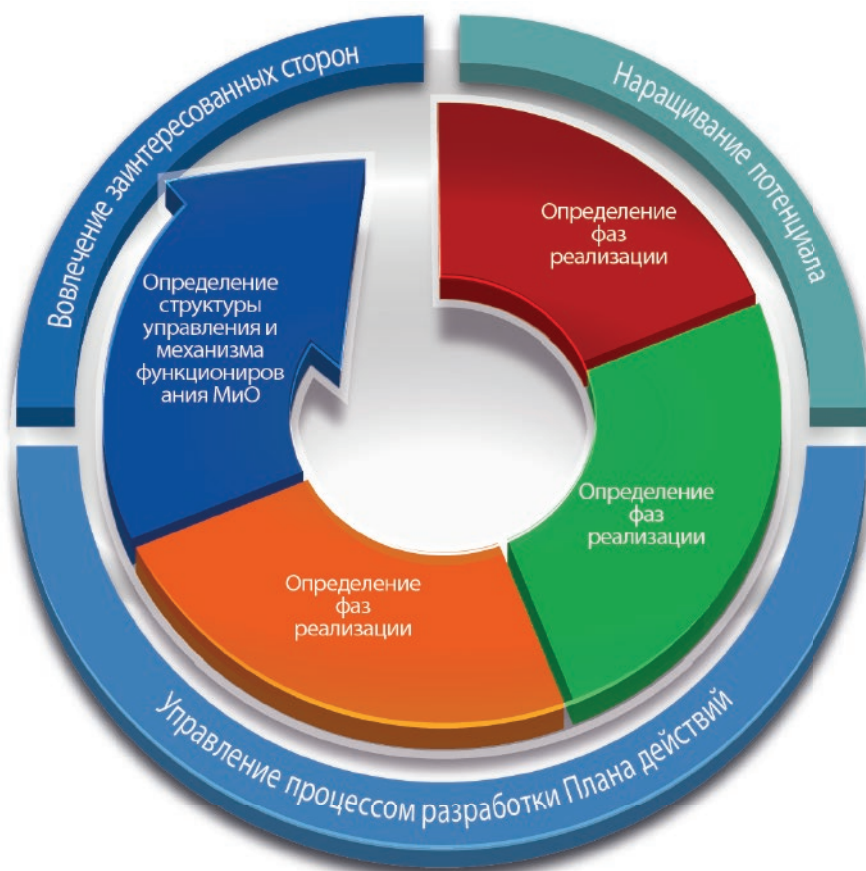 Вовлечение заинтересованных сторон
Наращивание потенциала
Определение
фаз
реализации
Определение
структуры
управления и
механизма
функциониров
ания МиО
Определение
фаз
реализации
Определение
фаз
реализации
Управление процессом разработки Плана действий